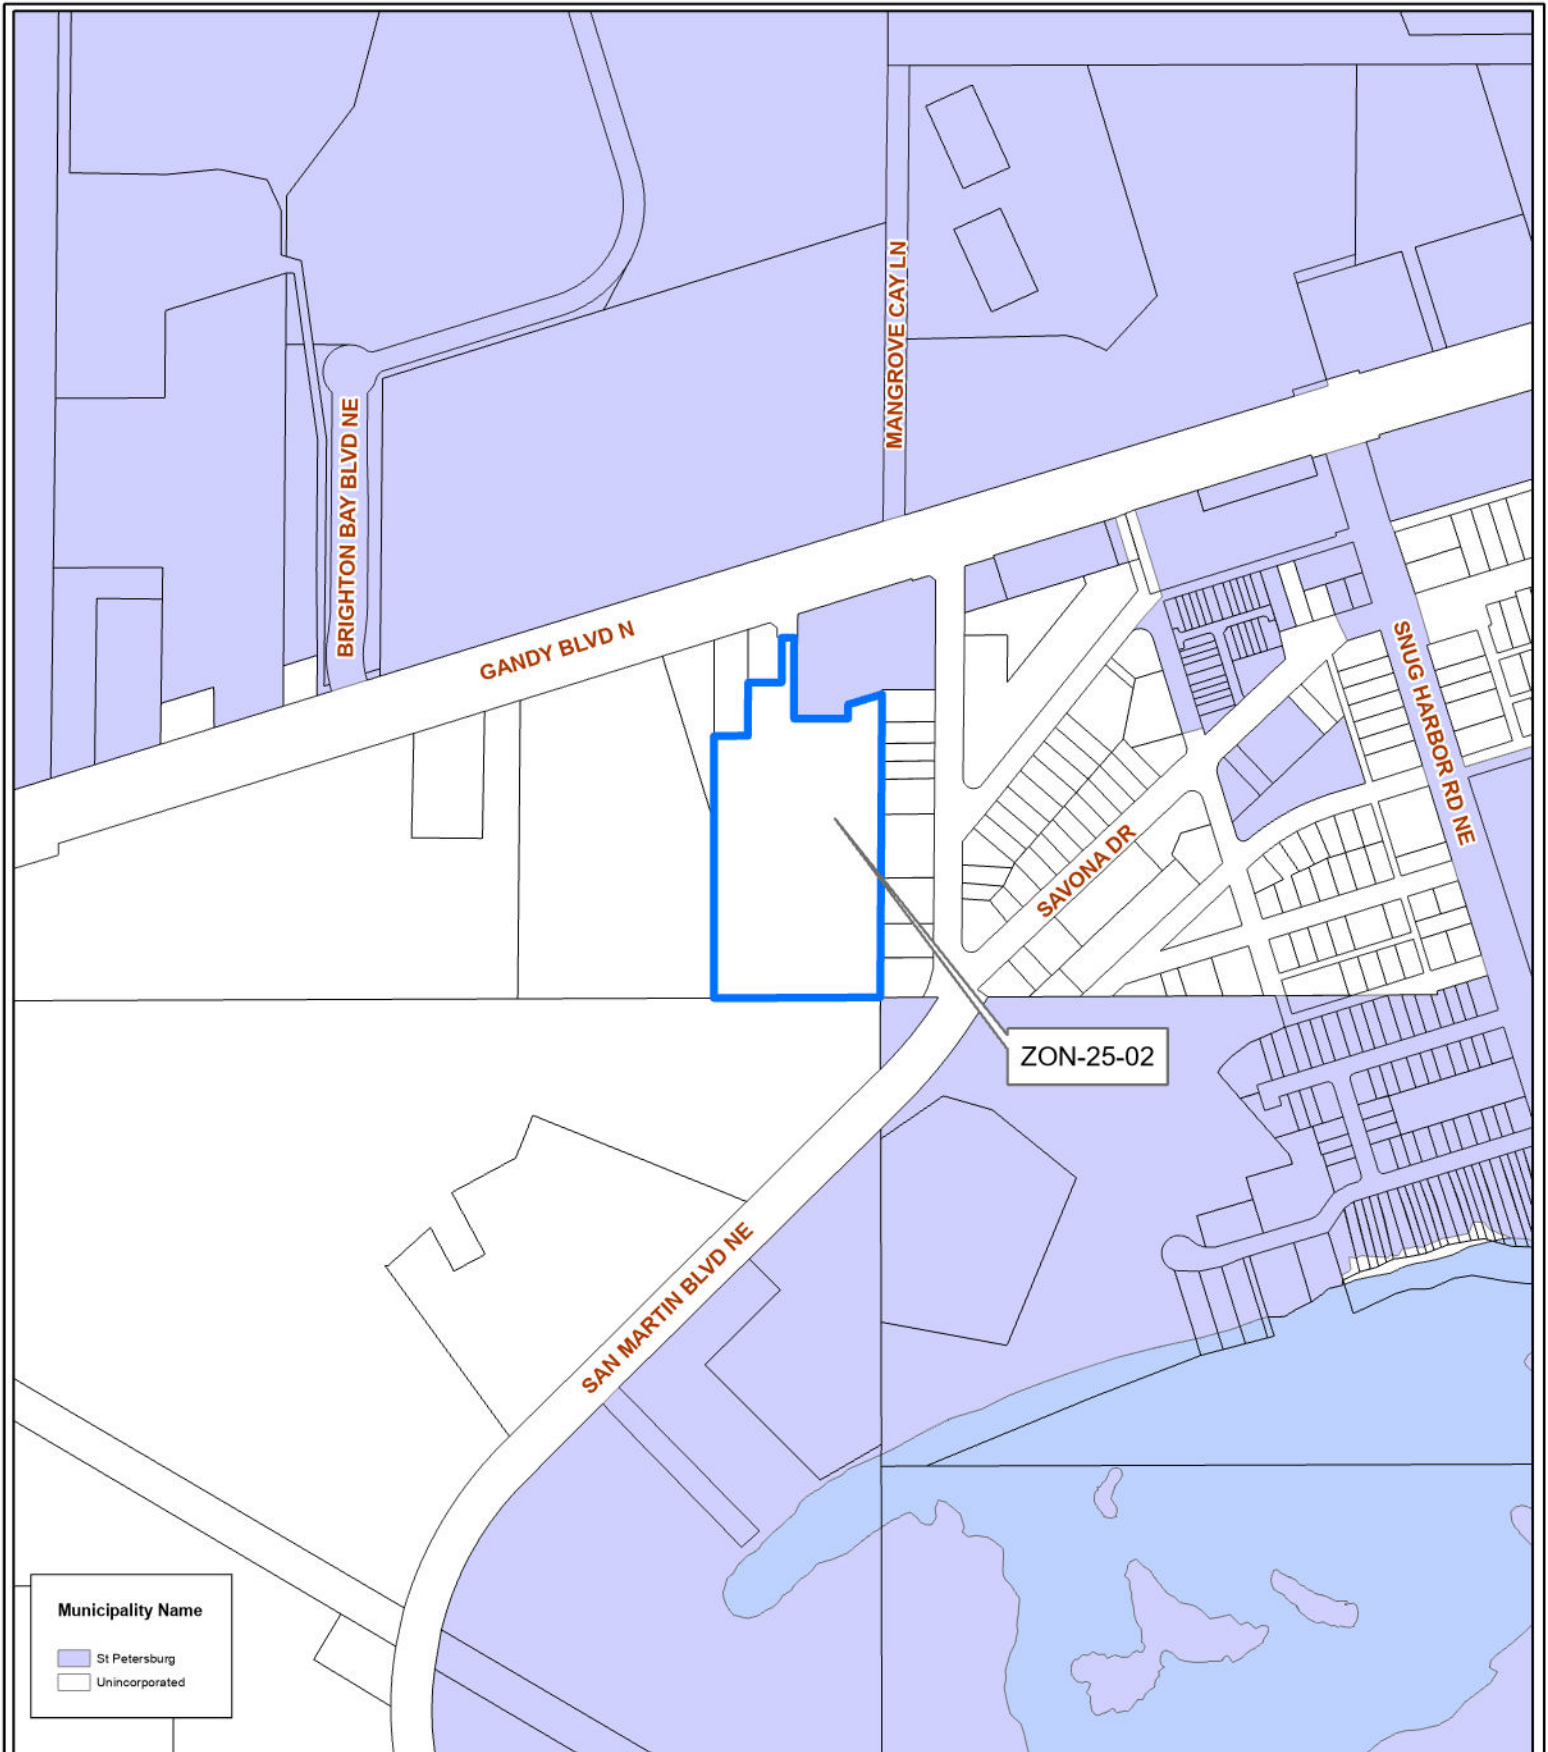 MANGROVE CAY LN
BRIGHTON BAY BLVD NE
GANDY BLVD N
SNUG HARBOR RD NE
SAVONA DR
ZON-25-02
SAN MARTIN BLVD NE
Municipality Name
St Petersburg
Unincorporated